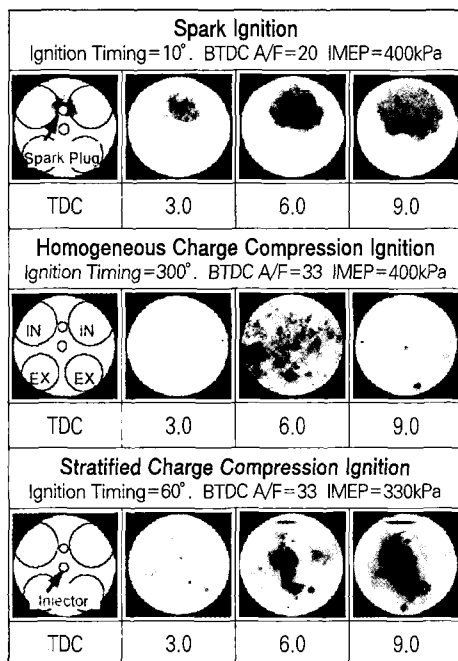 Spark Ignition
Ignition Timing=10°. BTDC A/F=20 IMEP=400kPa
Spark Plug
TDC 3.0 6.0 9.0
Homogeneous Charge Compression Ignition
Ignition Timing=300°. BTDC A/F=33 IMEP=400kPa
IN IN
EX EX
TDC 3.0 6.0 9.0
Stratified Charge Compression Ignition
Ignition Timing=60°. BTDC A/F=33 IMEP=330kPa
Injector
TDC 3.0 6.0 9.0